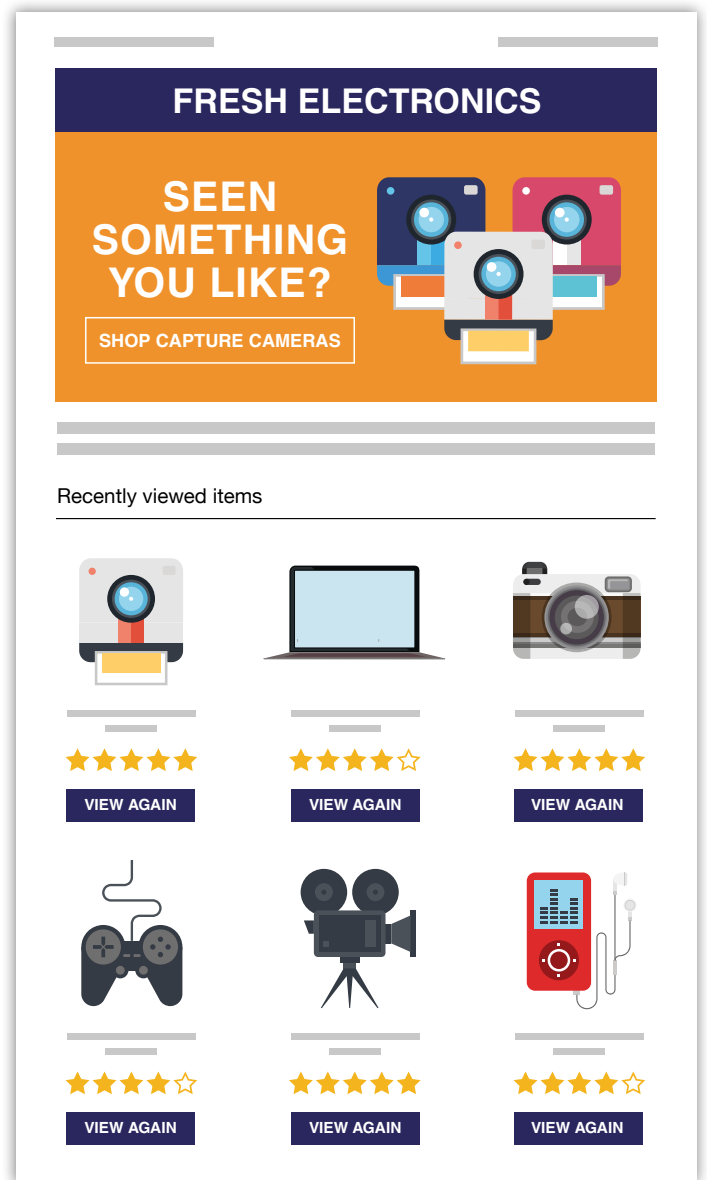 FRESH ELECTRONICS
SEEN
SOMETHING
YOU LIKE?
SHOP CAPTURE CAMERAS
Recently viewed items
VIEW AGAIN
VIEW AGAIN
VIEW AGAIN
VIEW AGAIN
VIEW AGAIN
VIEW AGAIN